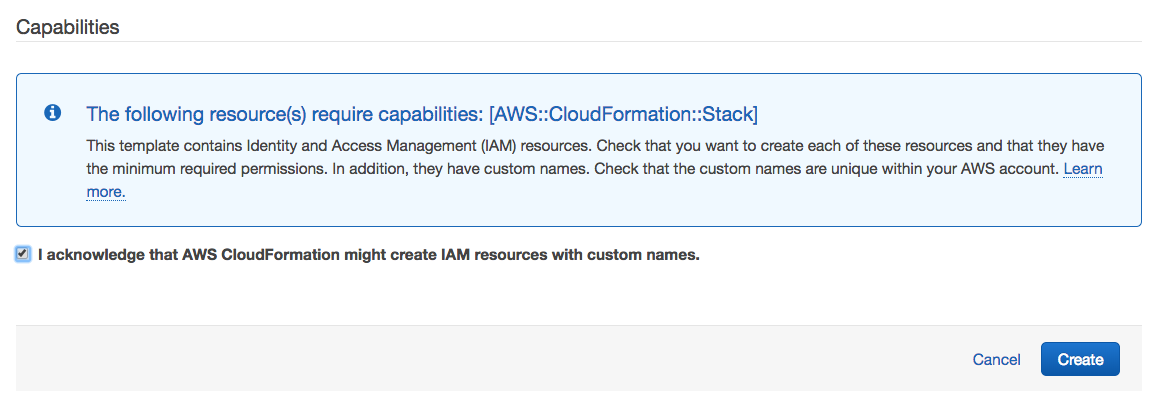 Capabilities
The following resource(s) require capabilities: [AWS::CloudFormation::Stack]
This template contains Identity and Access Management (IAM) resources. Check that you want to create each of these resources and that they have
the minimum required permissions. In addition, they have custom names. Check that the custom names are unique within your AWS account. Learn
more.
I acknowledge that AWS CloudFormation might create IAM resources with custom names.
Cancel Create